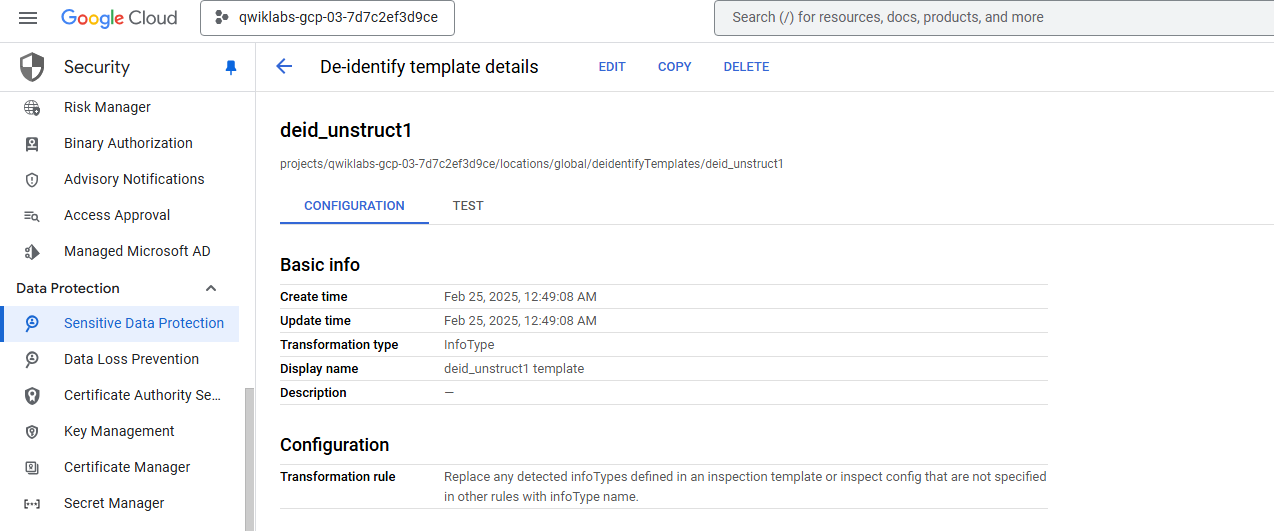 Google Cloud
qwiklabs-gcp-03-7d7c2ef3d9ce
Search (/) for resources, docs, products, and more
Security
De-identify template details
EDIT
COPY
DELETE
Risk Manager
Binary Authorization
Advisory Notifications
Access Approval
Managed Microsoft AD
Data Protection
Sensitive Data Protection
Data Loss Prevention
Certificate Authority Se...
Key Management
Certificate Manager
Secret Manager
deid_unstruct1
projects/qwiklabs-gcp-03-7d7c2ef3d9ce/locations/global/deidentifyTemplates/deid_unstruct1
CONFIGURATION
TEST
Basic info
Create time Feb 25, 2025, 12:49:08 AM
Update time Feb 25, 2025, 12:49:08 AM
Transformation type InfoType
Display name deid_unstruct1 template
Description —
Configuration
Transformation rule Replace any detected infoTypes defined in an inspection template or inspect config that are not specified
in other rules with infoType name.